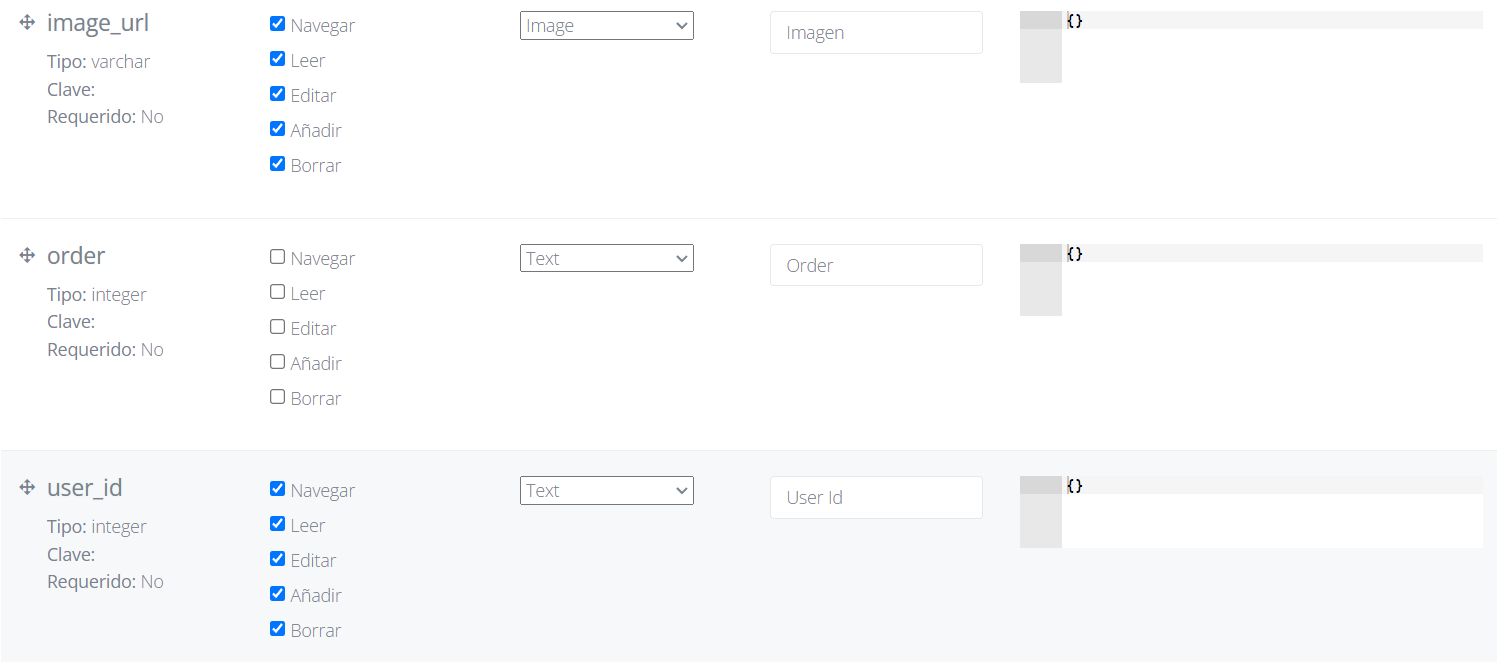 image_url
Tipo: varchar
Clave:
Requerido: No
Navegar
Leer
Editar
Añadir
Borrar
Image
Imagen
{}
order
Tipo: integer
Clave:
Requerido: No
Navegar
Leer
Editar
Añadir
Borrar
Text
Order
{}
user_id
Tipo: integer
Clave:
Requerido: No
Navegar
Leer
Editar
Añadir
Borrar
Text
User Id
{}